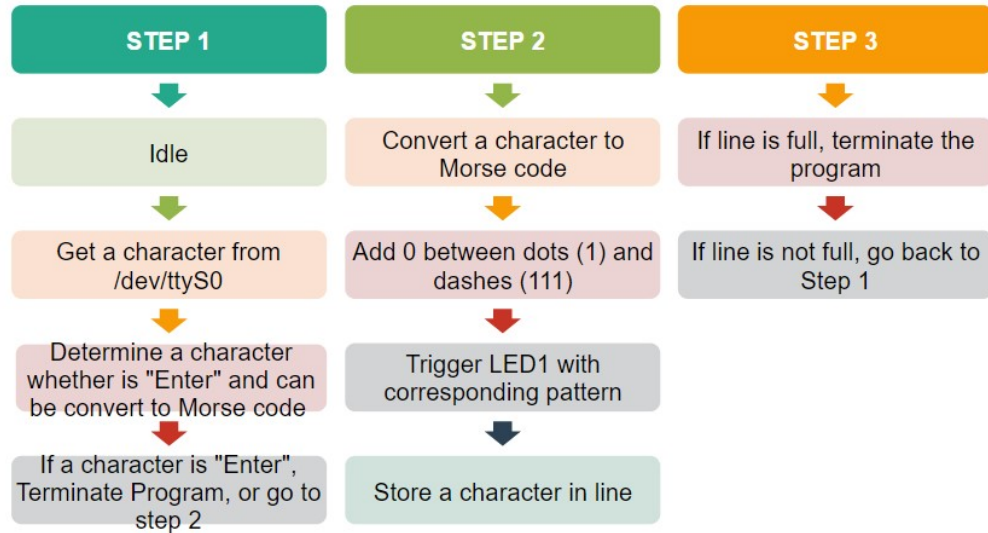 STEP 1
Idle
Get a character from
/dev/ttyS0
Determine a character
whether is "Enter" and can
be convert to Morse code
If a character is "Enter",
Terminate Program, or go to
step 2
STEP 2
Convert a character to
Morse code
Add 0 between dots (1) and
dashes (111)
Trigger LED1 with
corresponding pattern
Store a character in line
STEP 3
If line is full, terminate the
program
If line is not full, go back to
Step 1